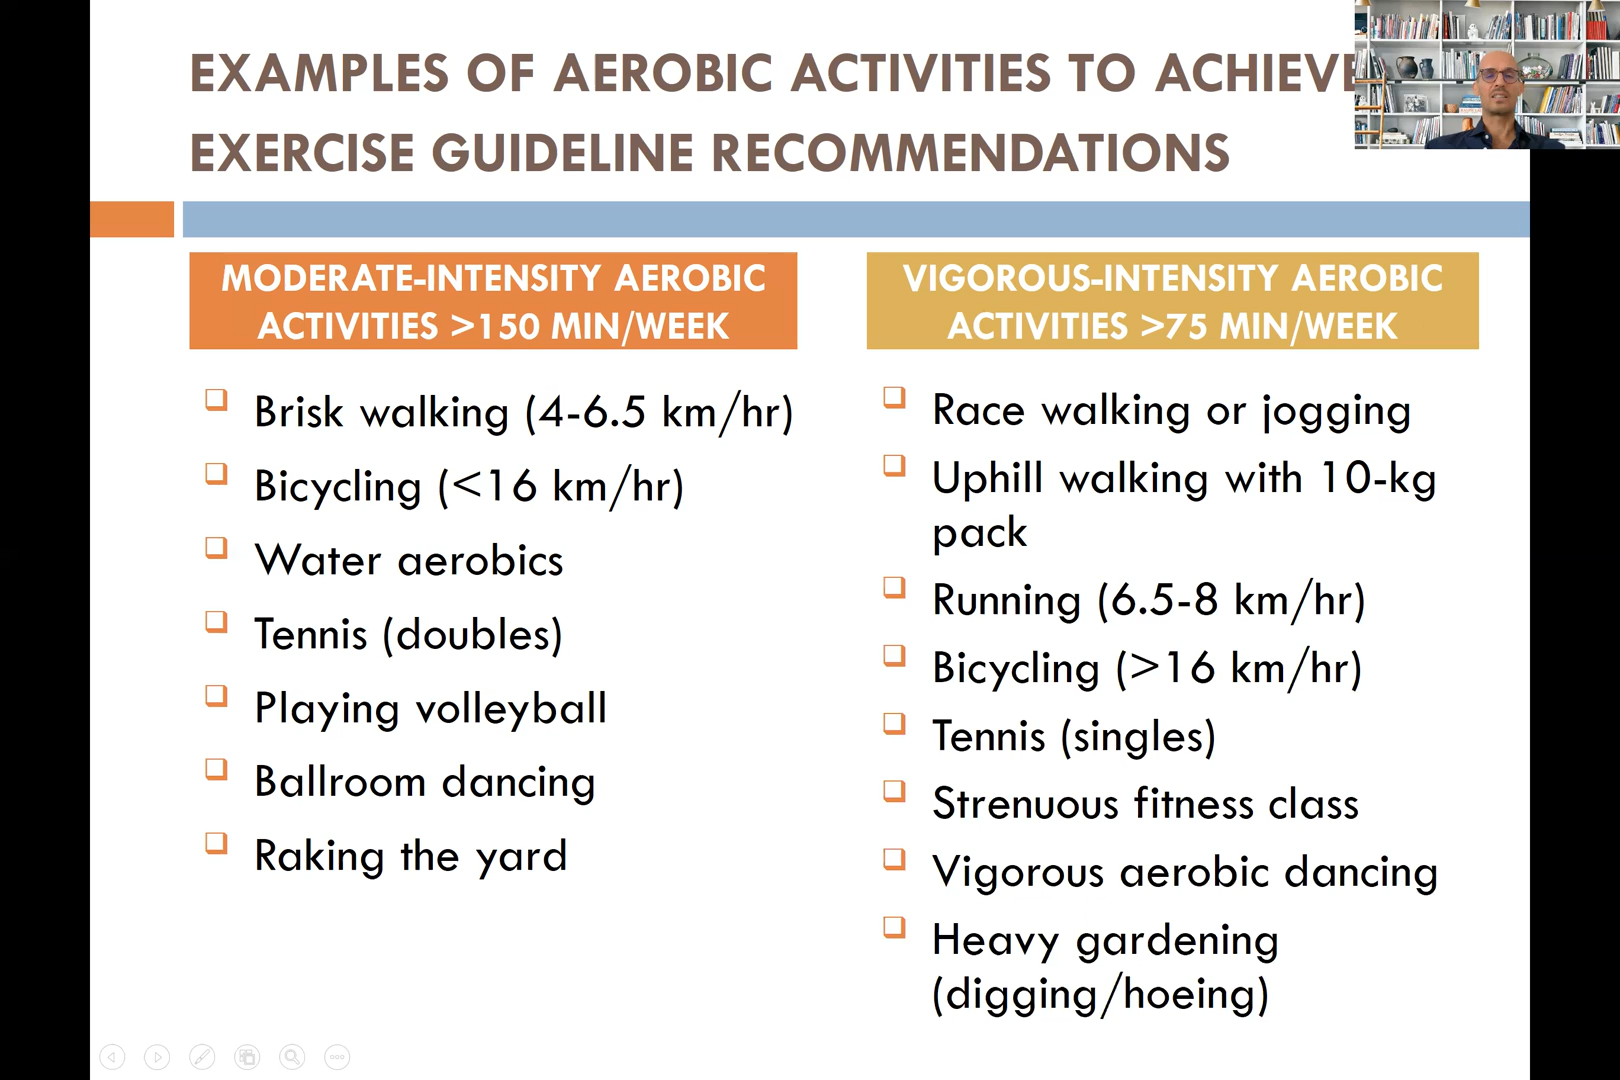 EXAMPLES OF AEROBIC ACTIVITIES TO ACHIEVE
EXERCISE GUIDELINE RECOMMENDATIONS
MODERATE-INTENSITY AEROBIC
ACTIVITIES >150 MIN/WEEK
Brisk walking (4-6.5 km/hr)
Bicycling (<16 km/hr)
Water aerobics
Tennis (doubles)
Playing volleyball
Ballroom dancing
Raking the yard
VIGOROUS-INTENSITY AEROBIC
ACTIVITIES >75 MIN/WEEK
Race walking or jogging
Uphill walking with 10-kg
pack
Running (6.5-8 km/hr)
Bicycling (>16 km/hr)
Tennis (singles)
Strenuous fitness class
Vigorous aerobic dancing
Heavy gardening
(digging/hoeing)